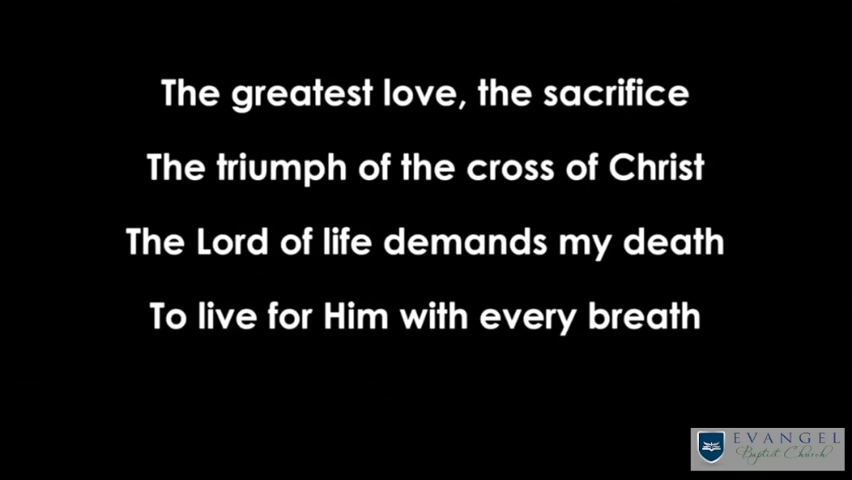 The greatest love, the sacrifice
The triumph of the cross of Christ
The Lord of life demands my death
To live for Him with every breath
EVANGEL
Baptist Church